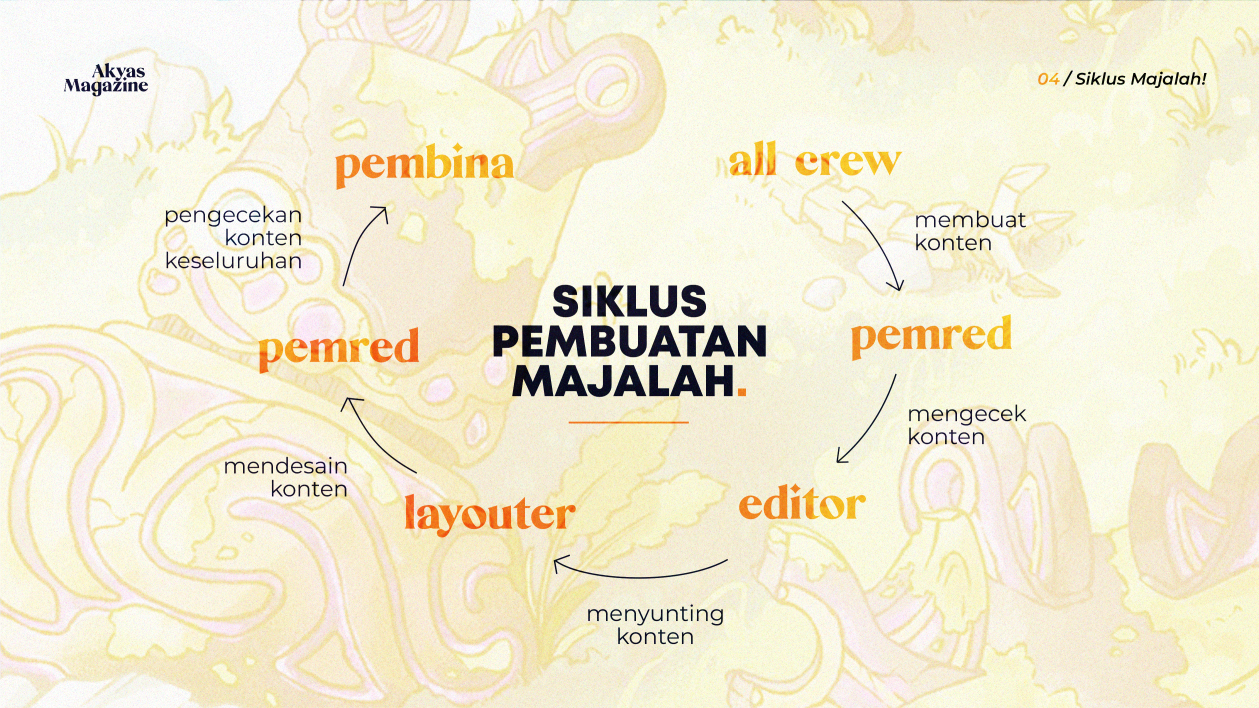 Akyas
Magazine
04 / Siklus Majalah!
SIKLUS
PEMBUATAN
MAJALAH.
all crew
membuat
konten
pemred
mengecek
konten
editor
menyunting
konten
layouter
mendesain
konten
pemred
pengecekan
konten
keseluruhan
pembina